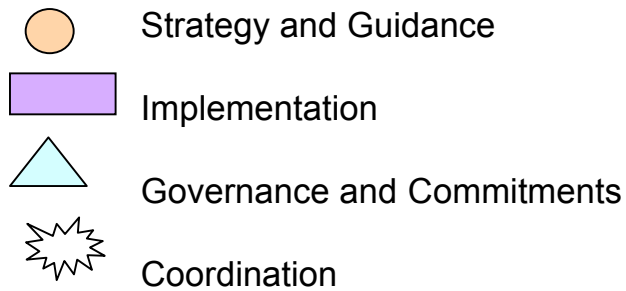 Strategy and Guidance
Implementation
Governance and Commitments
Coordination